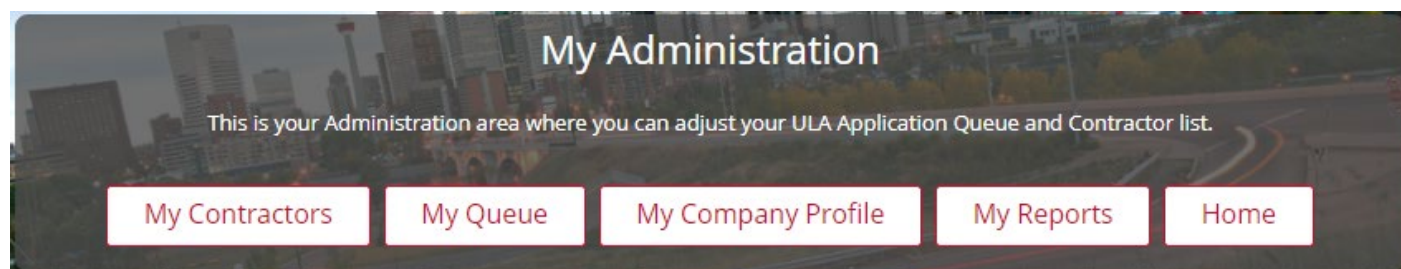 My Administration
This is your Administration area where you can adjust your ULA Application Queue and Contractor list.
My Contractors My Queue My Company Profile My Reports Home